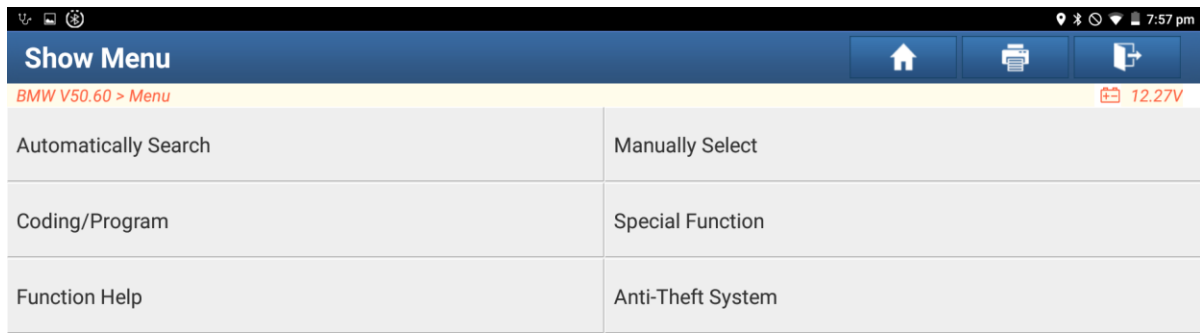 7:57 pm
Show Menu
BMW V50.60 > Menu
12.27V
Automatically Search
Manually Select
Coding/Program
Special Function
Function Help
Anti-Theft System